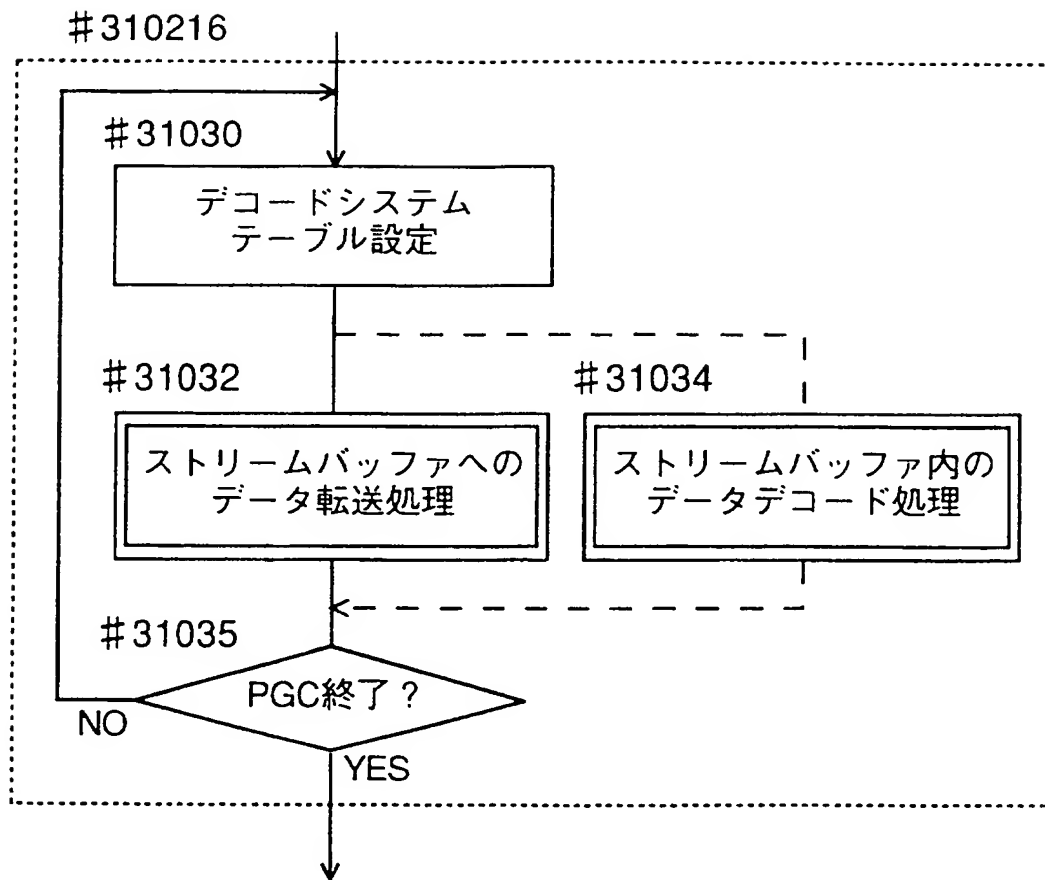 #310216
#31030
デコードシステム
テーブル設定
#31032
#31034
ストリームバッファへの
データ転送処理
ストリームバッファ内の
データデコード処理
#31035
PGC終了?
NO
YES